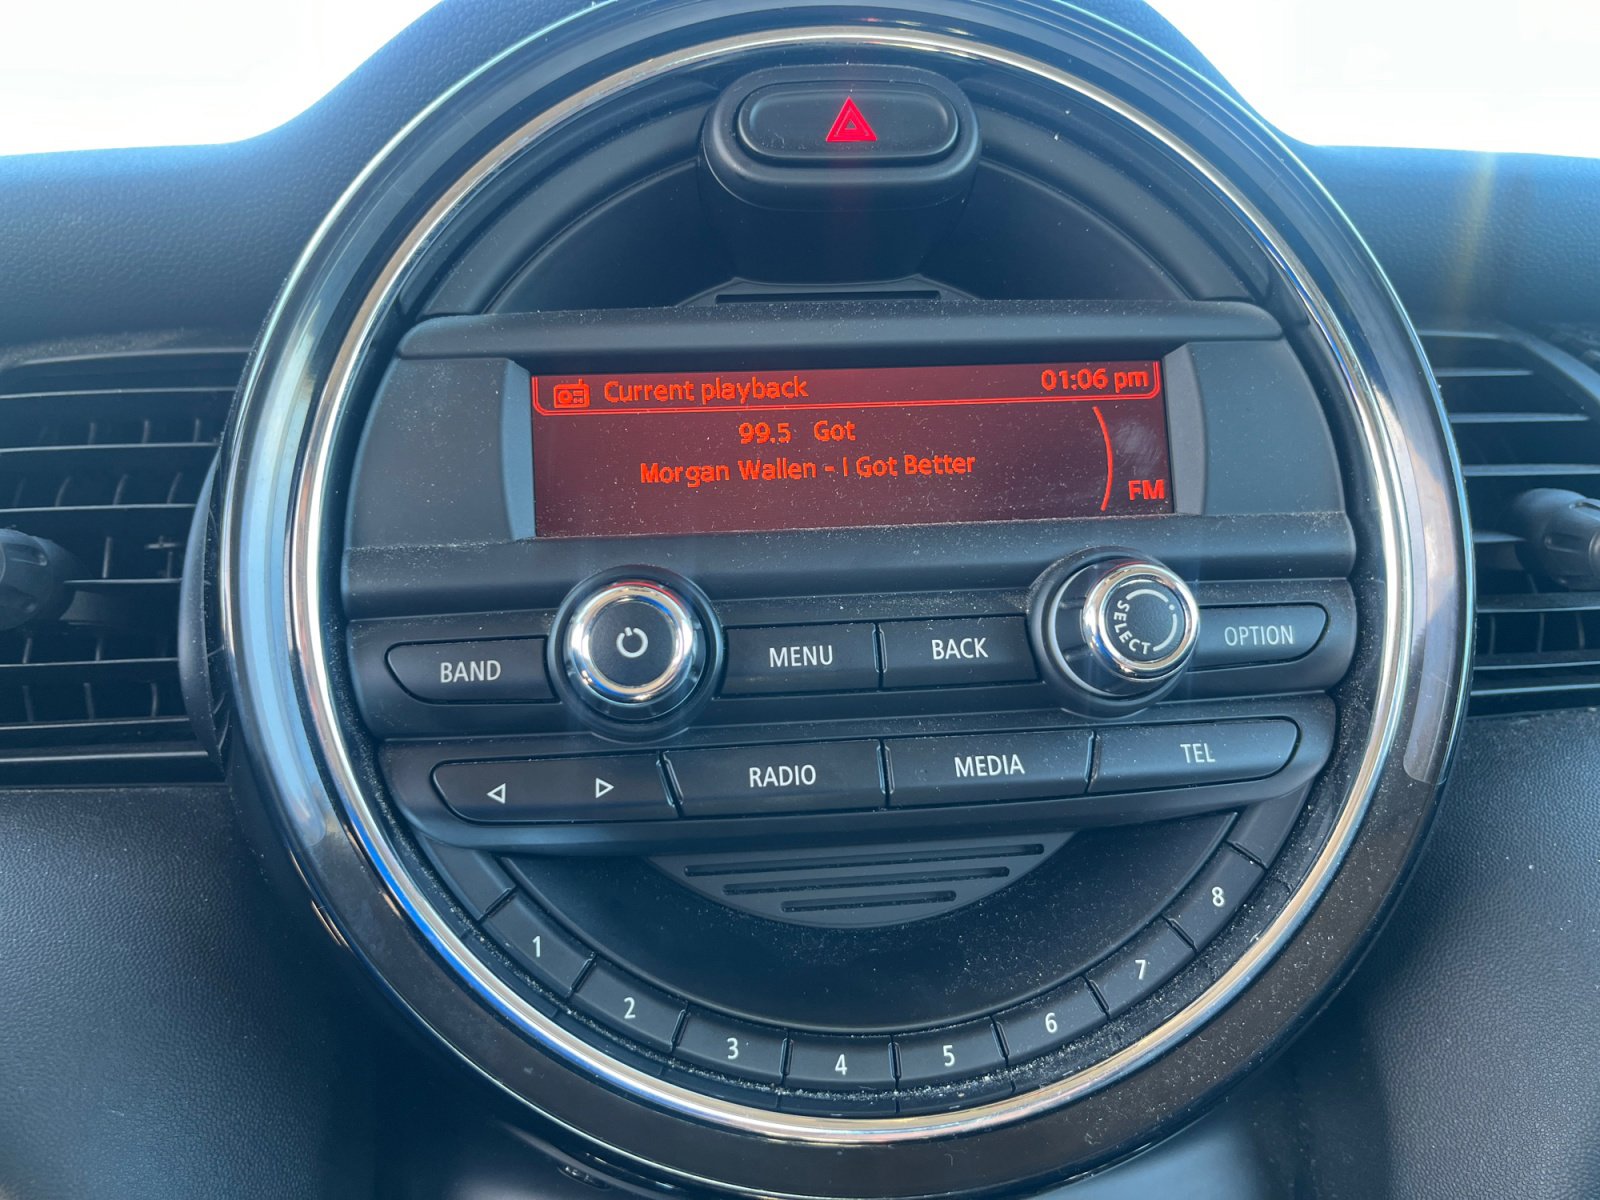 Current playback 01:06 pm
99.5 Got
Morgan Wallen - I Got Better
FM
BAND MENU BACK SELECT OPTION
RADIO MEDIA TEL
1 2 3 4 5 6 7 8